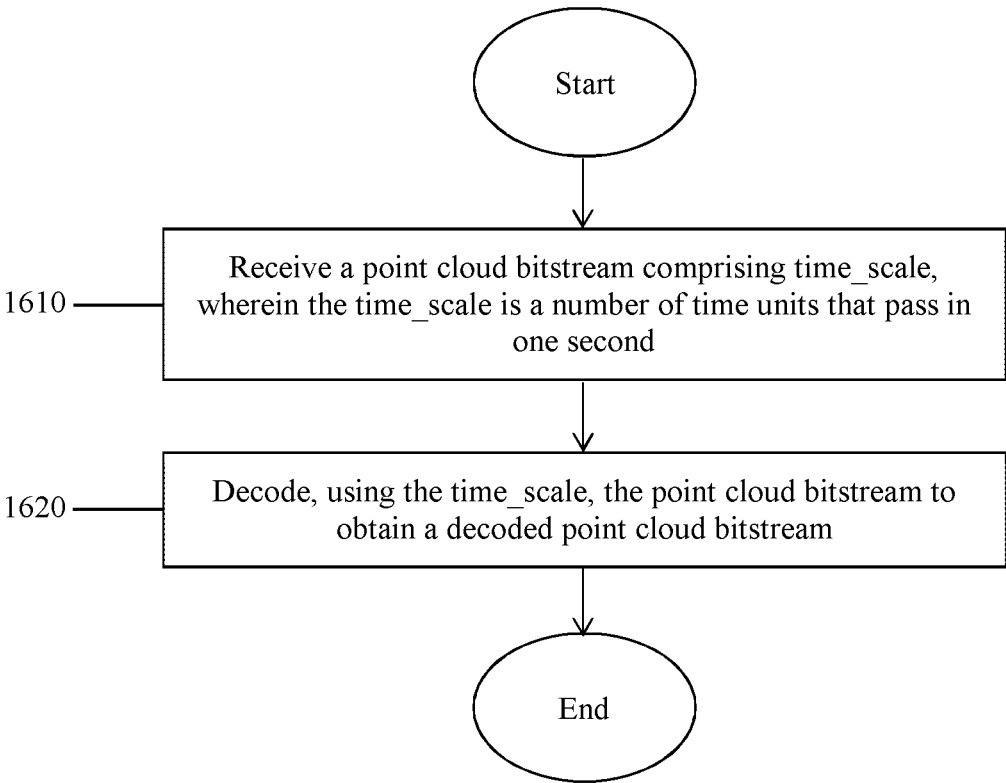 Start
Receive a point cloud bitstream comprising time_scale,
1610
wherein the time_scale is a number of time units that pass in
one second
Decode, using the time_scale, the point cloud bitstream to
1620
obtain a decoded point cloud bitstream
End